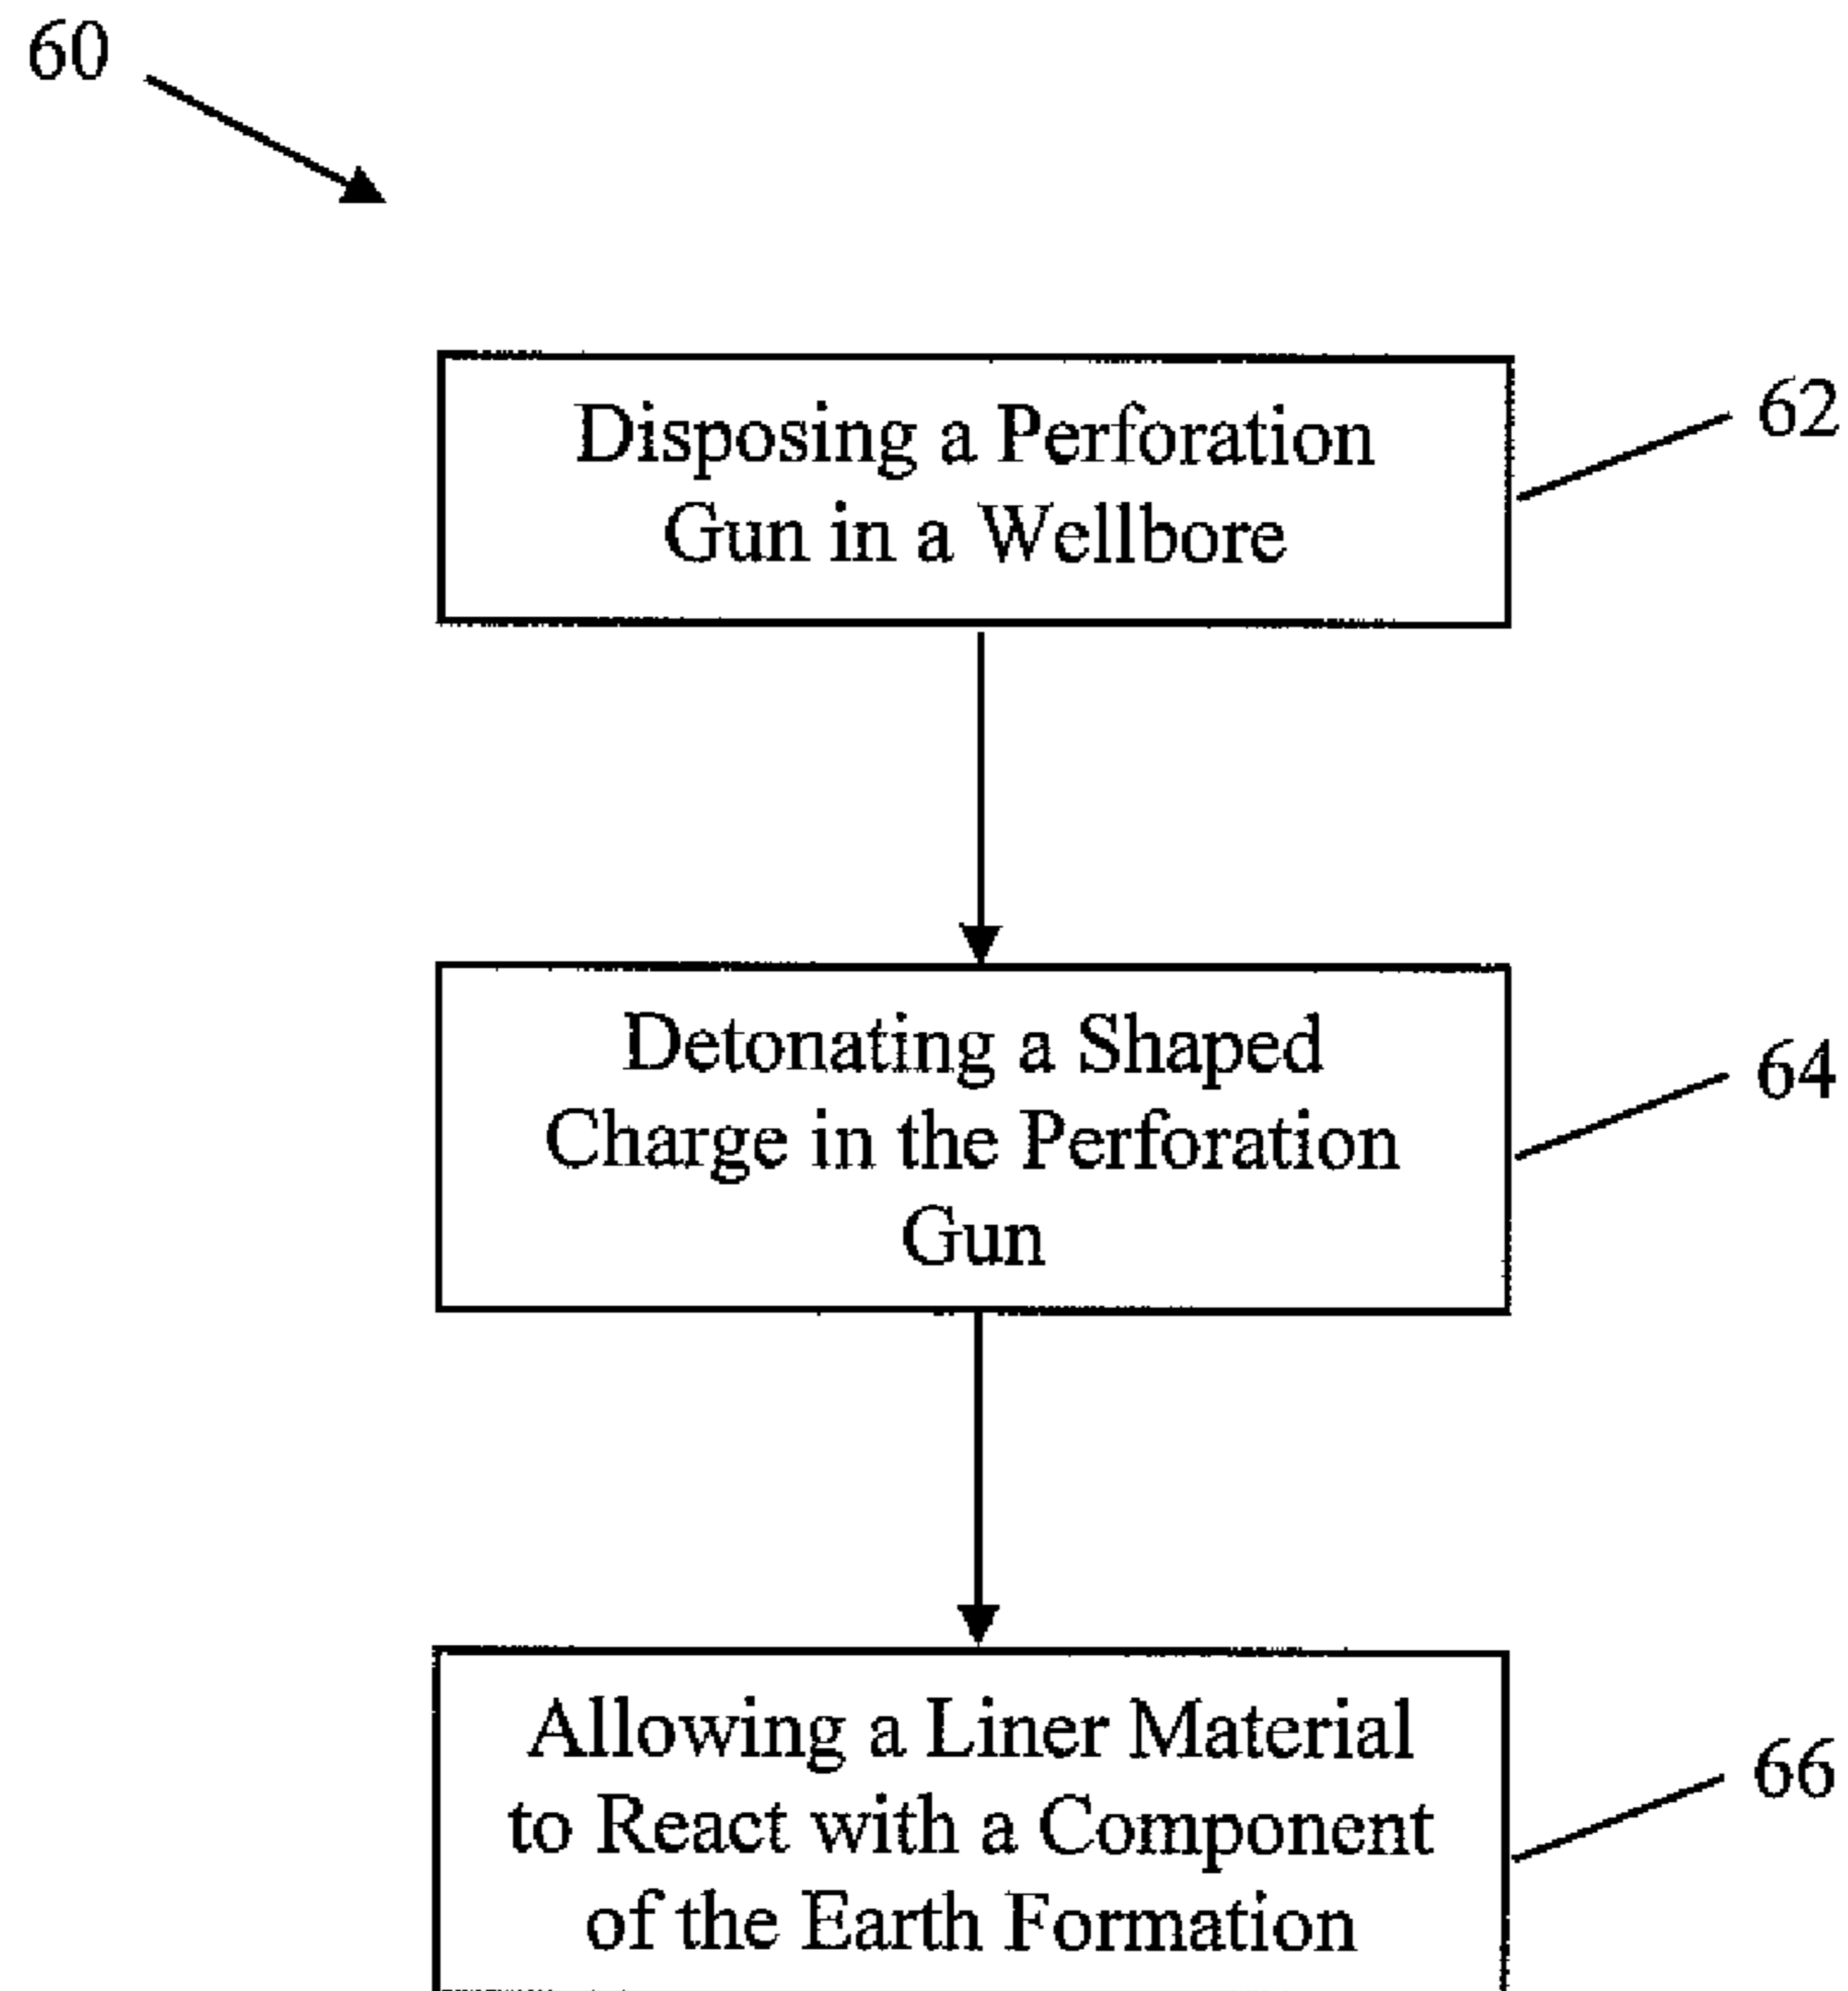 60
Disposing a Perforation
Gun in a Wellbore
62
Detonating a Shaped
Charge in the Perforation
Gun
64
Allowing a Liner Material
to React with a Component
of the Earth Formation
66